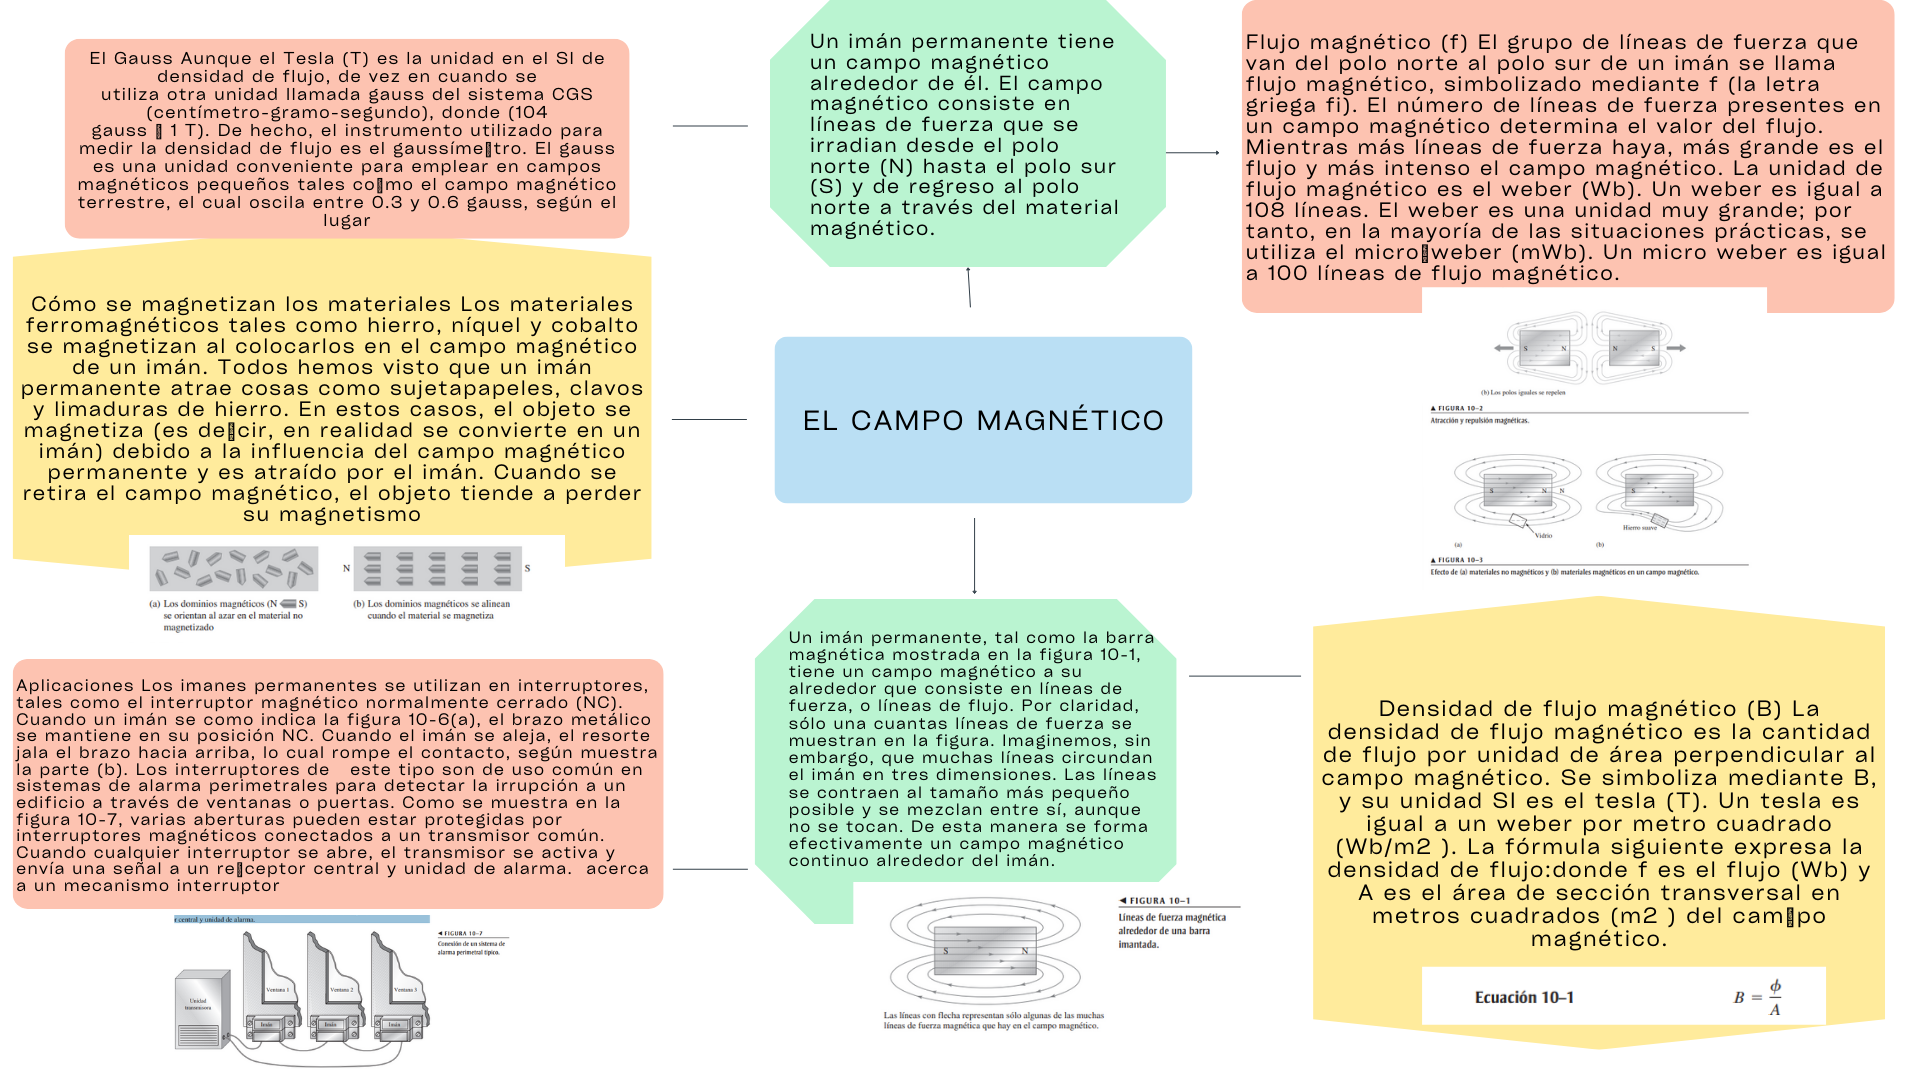 El Gauss Aunque el Tesla (T) es la unidad en el SI de
densidad de flujo, de vez en cuando se
utiliza otra unidad llamada gauss del sistema CGS
(centímetro-gramo-segundo), donde (104
gauss 1 T). De hecho, el instrumento utilizado para
medir la densidad de flujo es el gaussímetro. El gauss
es una unidad conveniente para emplear en campos
magnéticos pequeños tales como el campo magnético
terrestre, el cual oscila entre 0.3 y 0.6 gauss, según el
lugar
Un imán permanente tiene
un campo magnético
alrededor de él. El campo
magnético consiste en
líneas de fuerza que se
irradian desde el polo
norte (N) hasta el polo sur
(S) y de regreso al polo
norte a través del material
magnético.
Flujo magnético (f) El grupo de líneas de fuerza que
van del polo norte al polo sur de un imán se llama
flujo magnético, simbolizado mediante f (la letra
griega fi). El número de líneas de fuerza presentes en
un campo magnético determina el valor del flujo.
Mientras más líneas de fuerza haya, más grande es el
flujo y más intenso el campo magnético. La unidad de
flujo magnético es el weber (Wb). Un weber es igual a
108 líneas. El weber es una unidad muy grande; por
tanto, en la mayoría de las situaciones prácticas, se
utiliza el microweber (mWb). Un micro weber es igual
a 100 líneas de flujo magnético.
S N N S
(b) Los polos iguales se repelen
▲ FIGURA 10-2
Atracción y repulsión magnéticas.
S N N S
Vidrio
Hierro suave
(a) (b)
▲ FIGURA 10-3
Efecto de (a) materiales no magnéticos y (b) materiales magnéticos en un campo magnético.
Cómo se magnetizan los materiales Los materiales
ferromagnéticos tales como hierro, níquel y cobalto
se magnetizan al colocarlos en el campo magnético
de un imán. Todos hemos visto que un imán
permanente atrae cosas como sujetapapeles, clavos
y limaduras de hierro. En estos casos, el objeto se
magnetiza (es decir, en realidad se convierte en un
imán) debido a la influencia del campo magnético
permanente y es atraído por el imán. Cuando se
retira el campo magnético, el objeto tiende a perder
su magnetismo
N S
(a) Los dominios magnéticos (N S)
se orientan al azar en el material no
magnetizado
(b) Los dominios magnéticos se alinean
cuando el material se magnetiza
EL CAMPO MAGNÉTICO
Un imán permanente, tal como la barra
magnética mostrada en la figura 10-1,
tiene un campo magnético a su
alrededor que consiste en líneas de
fuerza, o líneas de flujo. Por claridad,
sólo una cuantas líneas de fuerza se
muestran en la figura. Imaginemos, sin
embargo, que muchas líneas circundan
el imán en tres dimensiones. Las líneas
se contraen al tamaño más pequeño
posible y se mezclan entre sí, aunque
no se tocan. De esta manera se forma
efectivamente un campo magnético
continuo alrededor del imán.
S N
◄ FIGURA 10-1
Líneas de fuerza magnética
alrededor de una barra
imantada.
Las líneas con flecha representan sólo algunas de las muchas
líneas de fuerza magnética que hay en el campo magnético.
Densidad de flujo magnético (B) La
densidad de flujo magnético es la cantidad
de flujo por unidad de área perpendicular al
campo magnético. Se simboliza mediante B,
y su unidad SI es el tesla (T). Un tesla es
igual a un weber por metro cuadrado
(Wb/m2 ). La fórmula siguiente expresa la
densidad de flujo:donde f es el flujo (Wb) y
A es el área de sección transversal en
metros cuadrados (m2 ) del campo
magnético.
Ecuación 10–1 B = ϕ/A
Aplicaciones Los imanes permanentes se utilizan en interruptores,
tales como el interruptor magnético normalmente cerrado (NC).
Cuando un imán se como indica la figura 10-6(a), el brazo metálico
se mantiene en su posición NC. Cuando el imán se aleja, el resorte
jala el brazo hacia arriba, lo cual rompe el contacto, según muestra
la parte (b). Los interruptores de este tipo son de uso común en
sistemas de alarma perimetrales para detectar la irrupción a un
edificio a través de ventanas o puertas. Como se muestra en la
figura 10-7, varias aberturas pueden estar protegidas por
interruptores magnéticos conectados a un transmisor común.
Cuando cualquier interruptor se abre, el transmisor se activa y
envía una señal a un receptor central y unidad de alarma. acerca
a un mecanismo interruptor
r central y unidad de alarma.
◄ FIGURA 10-7
Conexión de un sistema de
alarma perimetral típico.
Unidad
transmisora
Ventana 1 Ventana 2 Ventana 3
Imán Imán Imán